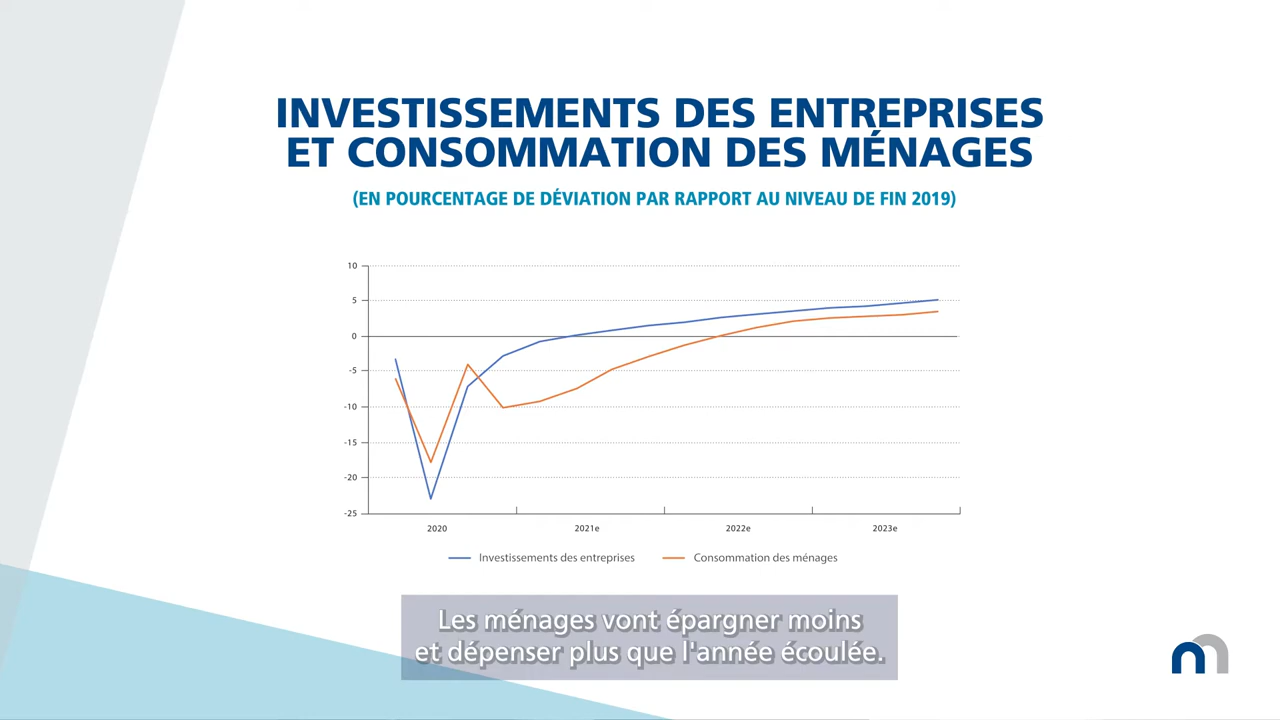 INVESTISSEMENTS DES ENTREPRISES
ET CONSOMMATION DES MÉNAGES
(EN POURCENTAGE DE DÉVIATION PAR RAPPORT AU NIVEAU DE FIN 2019)
10
5
0
-5
-10
-15
-20
-25
2020 2021e 2022e 2023e
Investissements des entreprises Consommation des ménages
Les ménages vont épargner moins
et dépenser plus que l'année écoulée.